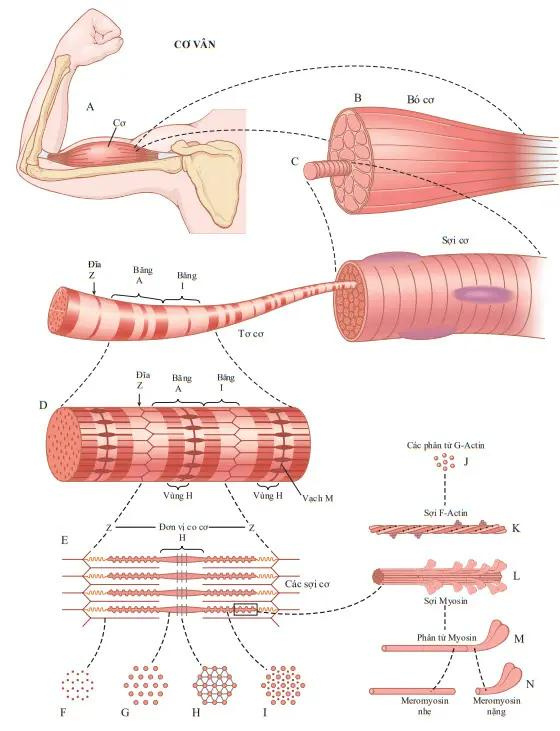 CƠ VÂN
A
Cơ
B
Bó cơ
C
Sợi cơ
Đĩa
Z
Băng
A
Băng
I
Tơ cơ
D
Đĩa
Z
Băng
A
Băng
I
Vùng H
Vùng H
Vạch M
Các phân tử G-Actin
J
Sợi F-Actin
K
E
Z
Đơn vị co cơ
Z
H
Các sợi cơ
L
Sợi Myosin
Phân tử Myosin
M
N
Meromyosin
nhẹ
Meromyosin
nặng
F
G
H
I